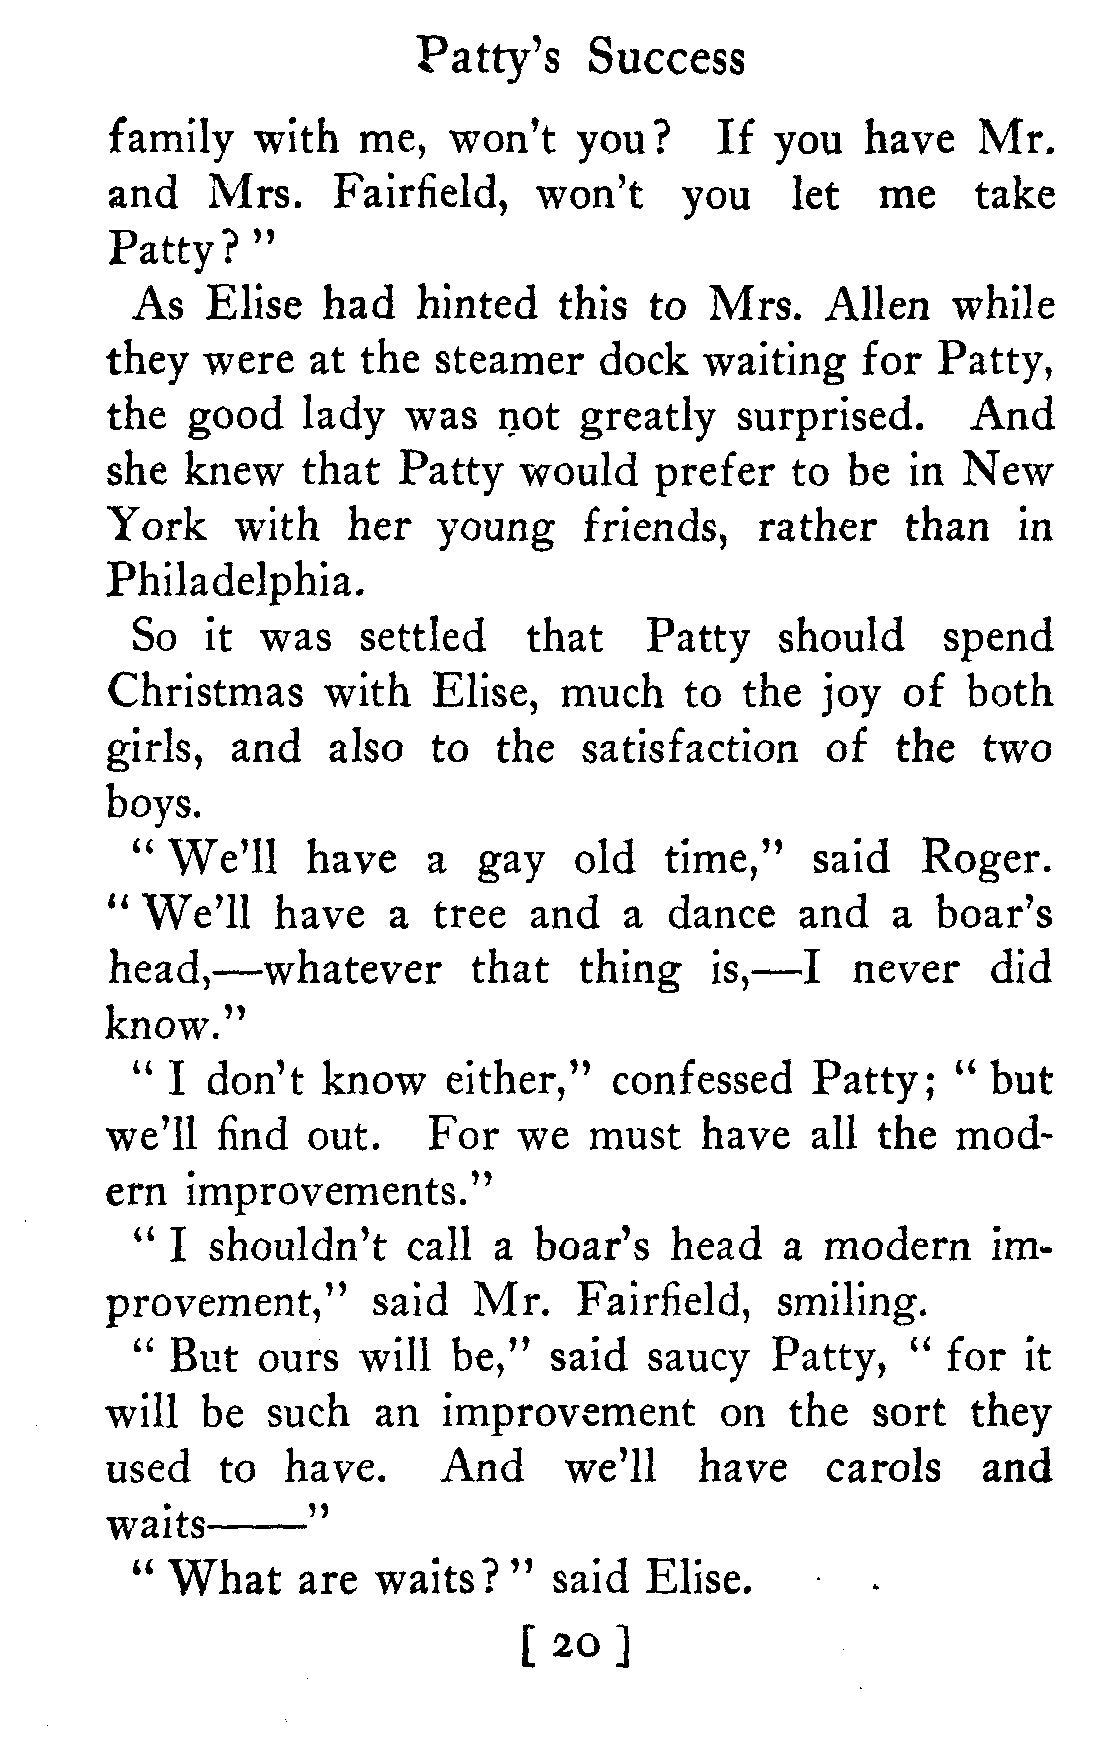 Patty's Success
family with me, won't you? If you have Mr.
and Mrs. Fairfield, won't you let me take
Patty?"
As Elise had hinted this to Mrs. Allen while
they were at the steamer dock waiting for Patty,
the good lady was not greatly surprised. And
she knew that Patty would prefer to be in New
York with her young friends, rather than in
Philadelphia.
So it was settled that Patty should spend
Christmas with Elise, much to the joy of both
girls, and also to the satisfaction of the two
boys.
"We'll have a gay old time," said Roger.
"We'll have a tree and a dance and a boar's
head,—whatever that thing is,—I never did
know."
"I don't know either," confessed Patty; "but
we'll find out. For we must have all the mod-
ern improvements."
"I shouldn't call a boar's head a modern im-
provement," said Mr. Fairfield, smiling.
"But ours will be," said saucy Patty, "for it
will be such an improvement on the sort they
used to have. And we'll have carols and
waits——"
"What are waits?" said Elise.
[ 20 ]